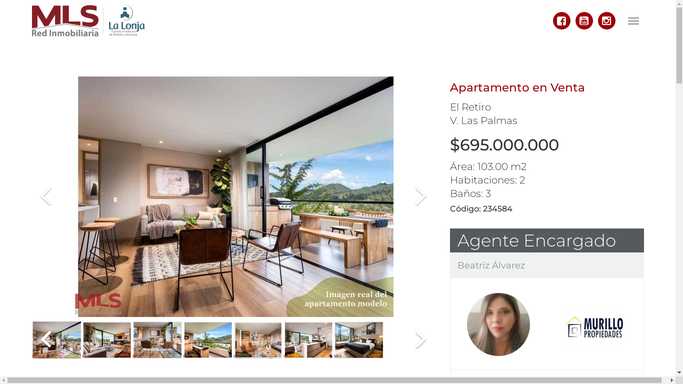 MLS
Red Inmobiliaria
La Lonja
Apartamento en Venta
El Retiro
V. Las Palmas
$695.000.000
Área: 103.00 m2
Habitaciones: 2
Baños: 3
Código: 234584
MLS
Imagen real del
apartamento modelo
Agente Encargado
Beatriz Álvarez
MURILLO
PROPIEDADES